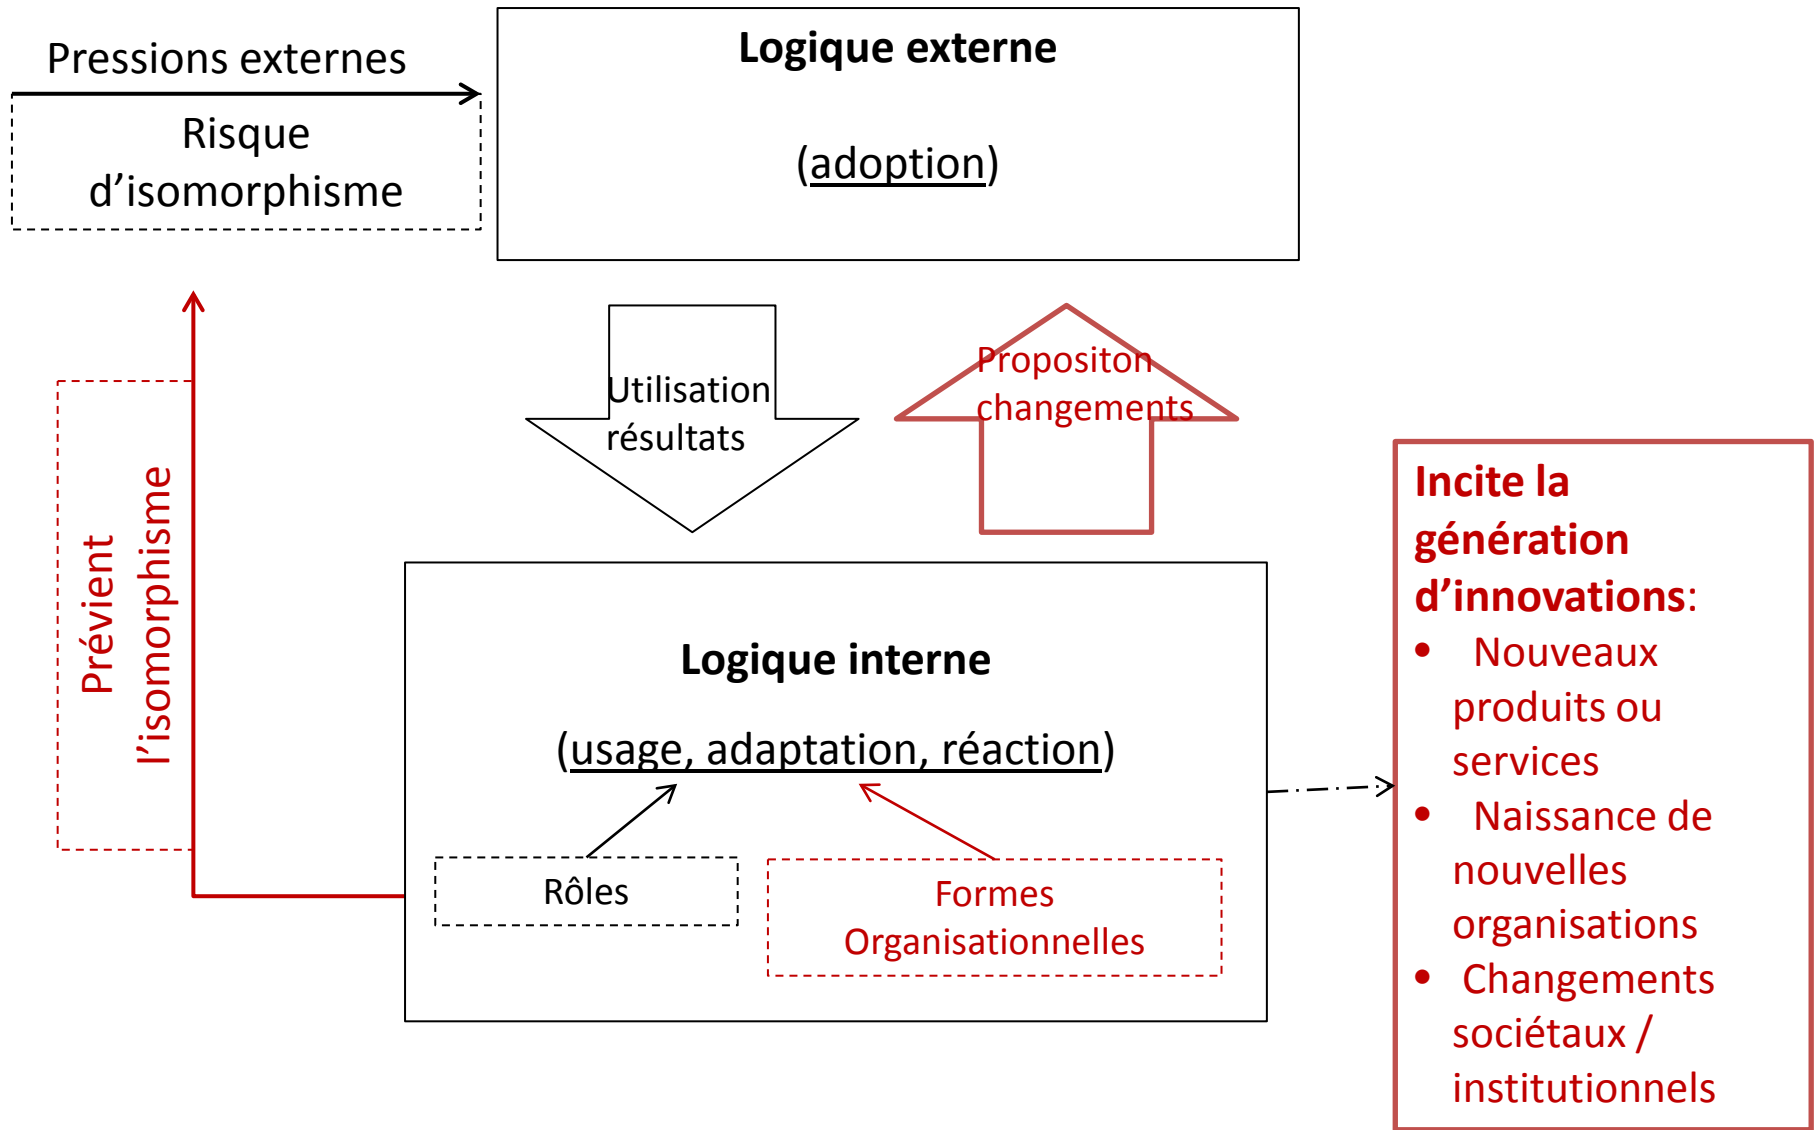 Pressions externes
Risque
d’isomorphisme
Logique externe
(adoption)
Utilisation
résultats
Propositon
changements
Prévient
l’isomorphisme
Logique interne
(usage, adaptation, réaction)
Rôles
Formes
Organisationnelles
Incite la
génération
d’innovations:
• Nouveaux
produits ou
services
• Naissance de
nouvelles
organisations
• Changements
sociétaux /
institutionnels